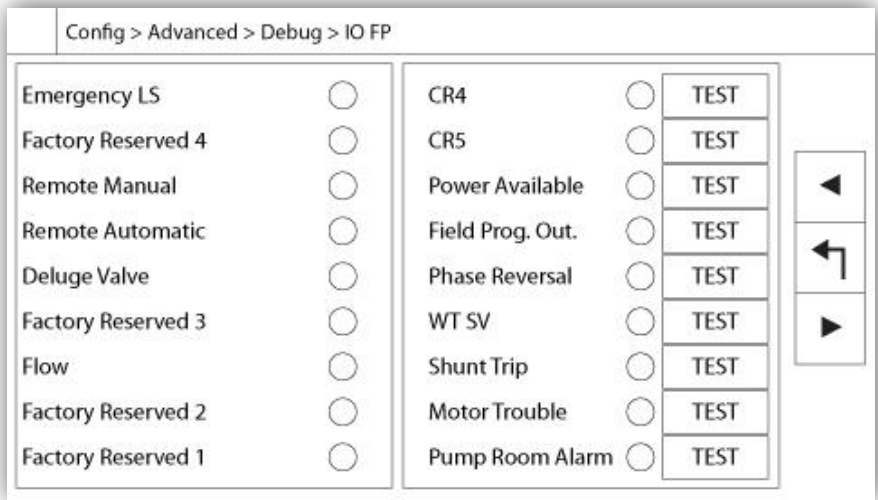 Config > Advanced > Debug > IO FP
Emergency LS
Factory Reserved 4
Remote Manual
Remote Automatic
Deluge Valve
Factory Reserved 3
Flow
Factory Reserved 2
Factory Reserved 1
CR4 TEST
CR5 TEST
Power Available TEST
Field Prog. Out. TEST
Phase Reversal TEST
WT SV TEST
Shunt Trip TEST
Motor Trouble TEST
Pump Room Alarm TEST